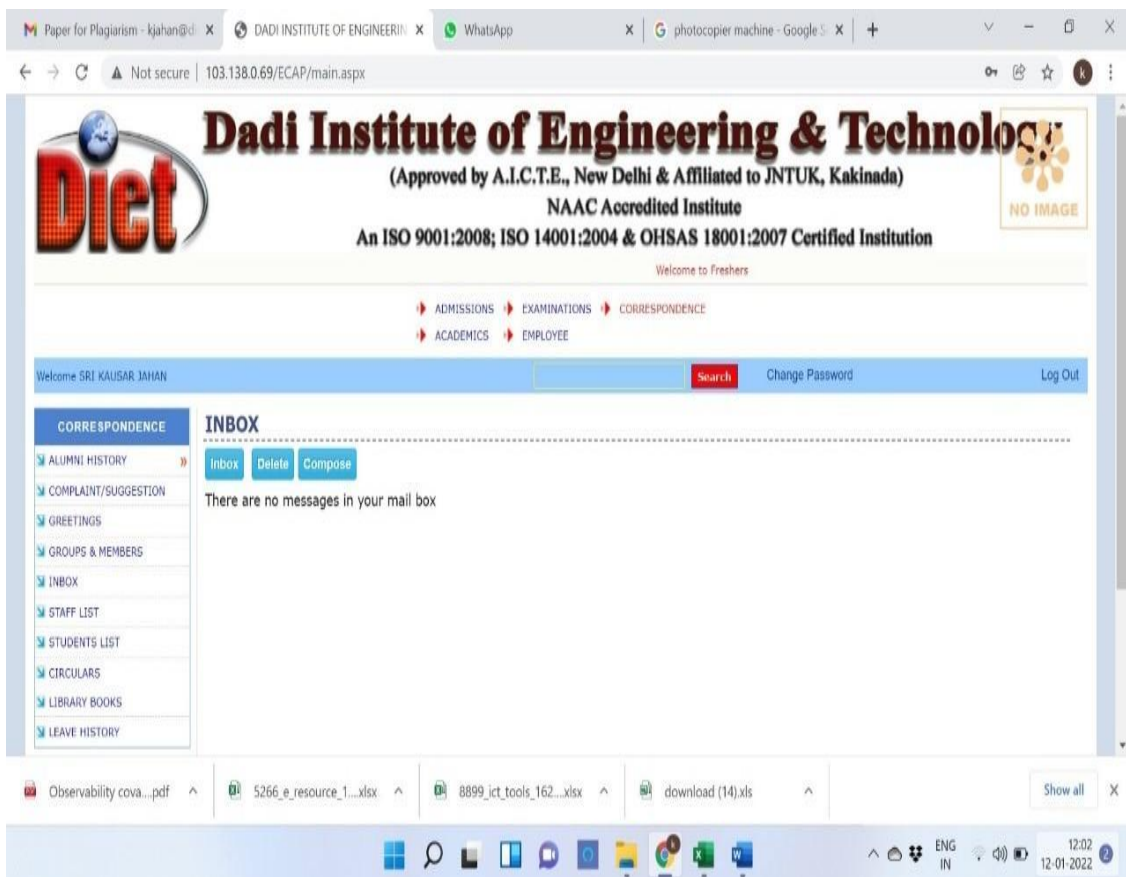 Paper for Plagiarism - kjahan@d
DADI INSTITUTE OF ENGINEERIN
WhatsApp
photocopier machine - Google S
Not secure | 103.138.0.69/ECAP/main.aspx
k
Diet
Dadi Institute of Engineering & Technology
(Approved by A.I.C.T.E., New Delhi & Affiliated to JNTUK, Kakinada)
NAAC Accredited Institute
An ISO 9001:2008; ISO 14001:2004 & OHSAS 18001:2007 Certified Institution
NO IMAGE
Welcome to Freshers
ADMISSIONS EXAMINATIONS CORRESPONDENCE
ACADEMICS EMPLOYEE
Welcome SRI KAUSAR JAHAN
Search
Change Password
Log Out
CORRESPONDENCE
ALUMNI HISTORY
COMPLAINT/SUGGESTION
GREETINGS
GROUPS & MEMBERS
INBOX
STAFF LIST
STUDENTS LIST
CIRCULARS
LIBRARY BOOKS
LEAVE HISTORY
INBOX
Inbox Delete Compose
There are no messages in your mail box
Observability cova....pdf
5266_e_resource_1....xlsx
8899_ict_tools_162....xlsx
download (14).xls
Show all
ENG
IN
12:02
12-01-2022
2